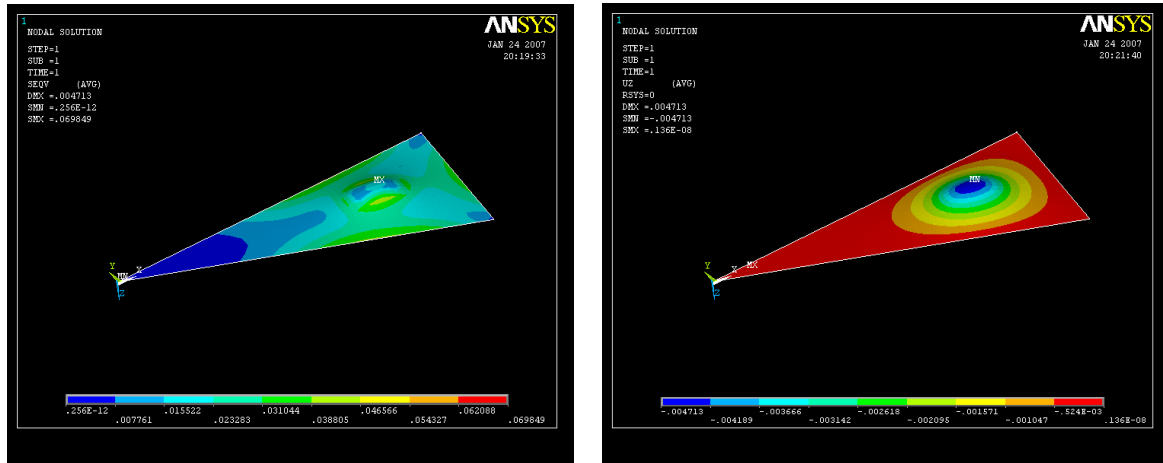 1
ANSYS
NODAL SOLUTION
JAN 24 2007
20:19:33
STEP=1
SUB =1
TIME=1
SEQV (AVG)
DMX =.004713
SMN =.256E-12
SMX =.069849
MX
Y
MN X
Z
.256E-12 .015522 .031044 .046566 .062088
.007761 .023283 .038805 .054327 .069849
1
ANSYS
NODAL SOLUTION
JAN 24 2007
20:21:40
STEP=1
SUB =1
TIME=1
UZ (AVG)
RSYS=0
DMX =.004713
SMN =-.004713
SMX =.136E-08
MN
Y
X MX
Z
-.004713 -.003666 -.002618 -.001571 -.524E-03
-.004189 -.003142 -.002095 -.001047 .136E-08